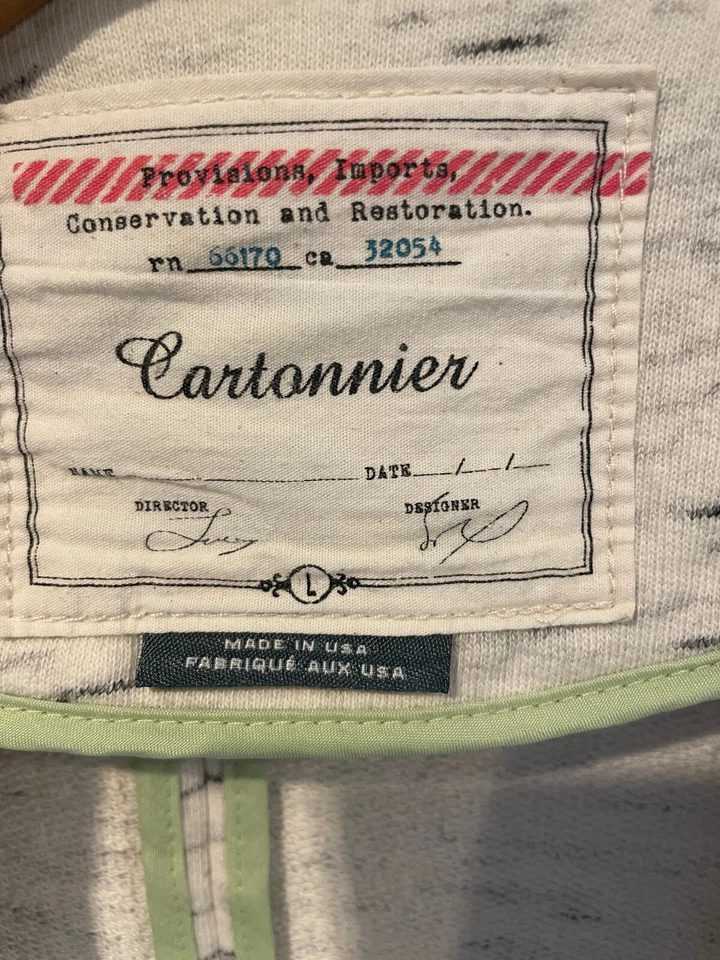 Provisions, Imports,
Conservation and Restoration.
rn 66170 ca 32054
Cartonnier
NAME DATE / /
DIRECTOR DESIGNER
L
MADE IN USA
FABRIQUÉ AUX USA